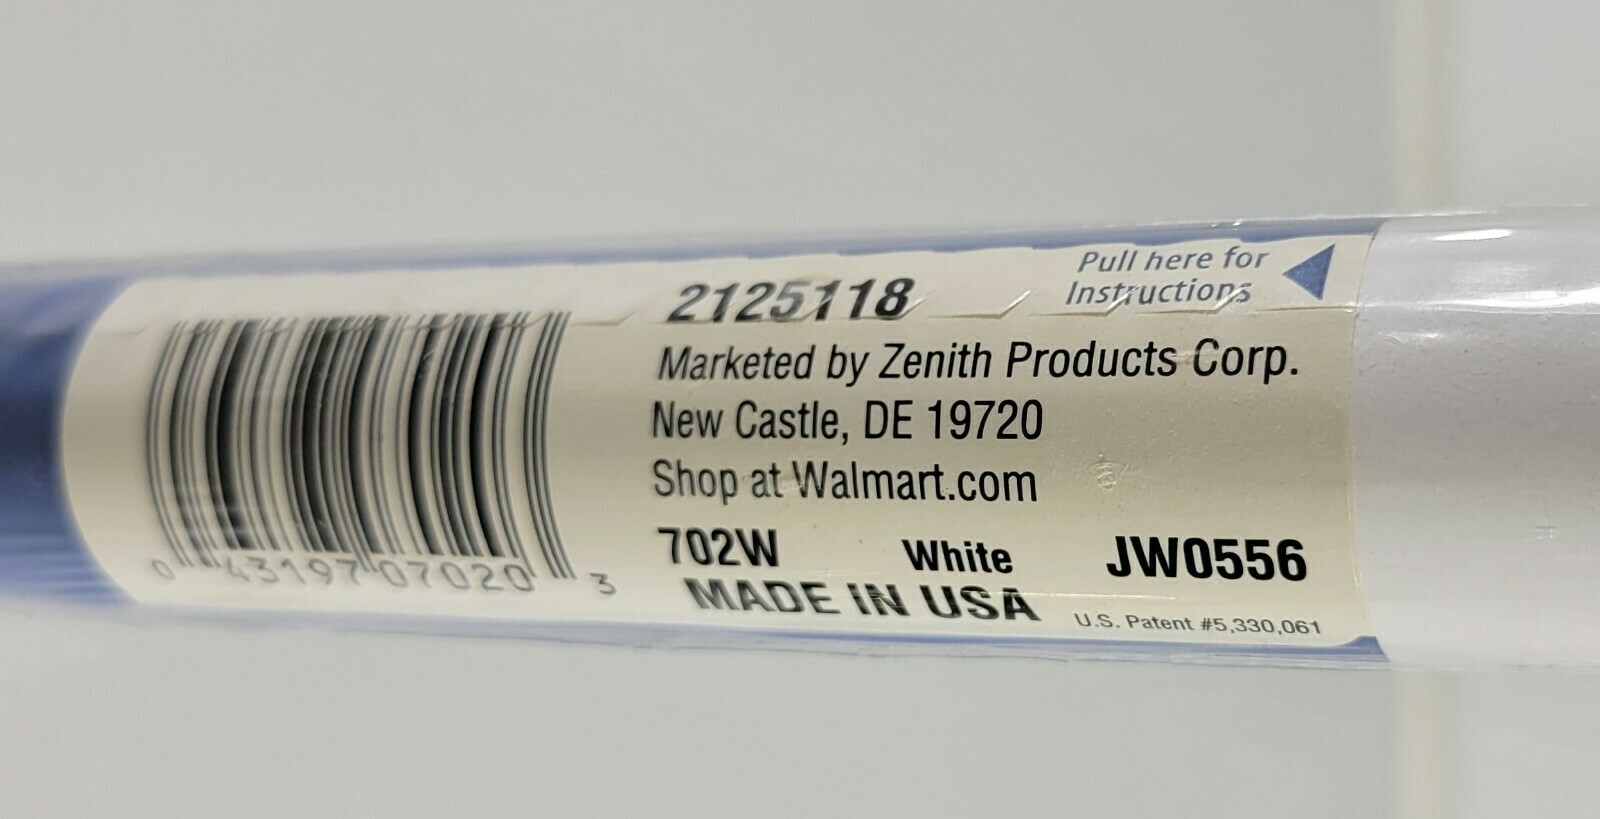 2125118
Pull here for
Instructions
Marketed by Zenith Products Corp.
New Castle, DE 19720
Shop at Walmart.com
702W White JW0556
MADE IN USA
U.S. Patent #5,330,061
0 43197 07020 3